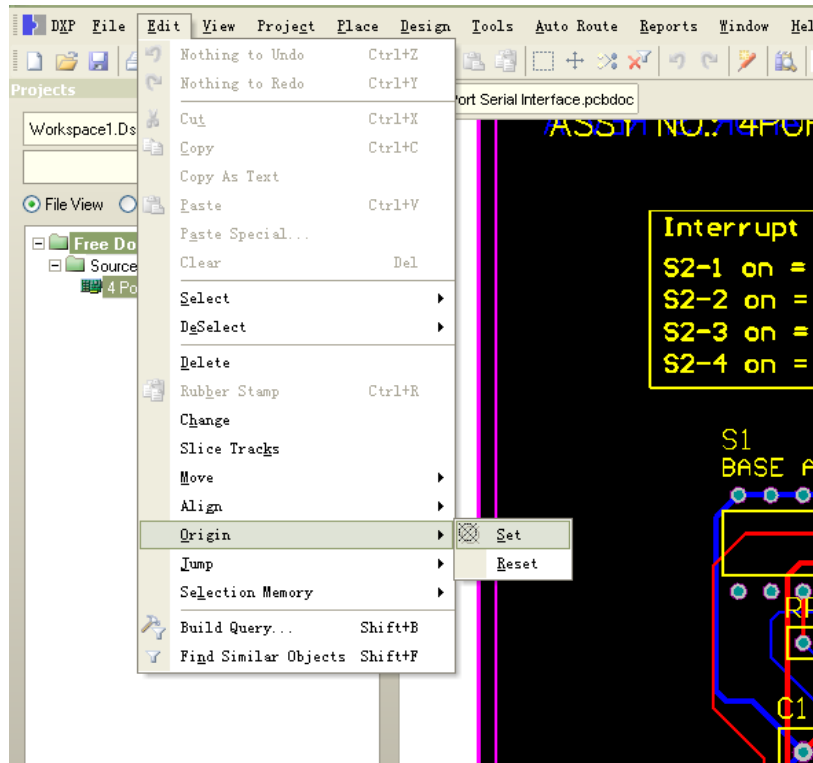 DXP File Edit View Project Place Design Tools Auto Route Reports Window Hel
Projects
Workspace1.Ds
File View
Free Do
Source
4 Po
Nothing to Undo Ctrl+Z
Nothing to Redo Ctrl+Y
Cut Ctrl+X
Copy Ctrl+C
Copy As Text
Paste Ctrl+V
Paste Special...
Clear Del
Select
DeSelect
Delete
Rubber Stamp Ctrl+R
Change
Slice Tracks
Move
Align
Origin
Jump
Selection Memory
Build Query... Shift+B
Find Similar Objects Shift+F
Set
Reset
ort Serial Interface.pcbdoc
ASSY NO.: 4POR
Interrupt
S2-1 on =
S2-2 on =
S2-3 on =
S2-4 on =
S1
BASE A
C1